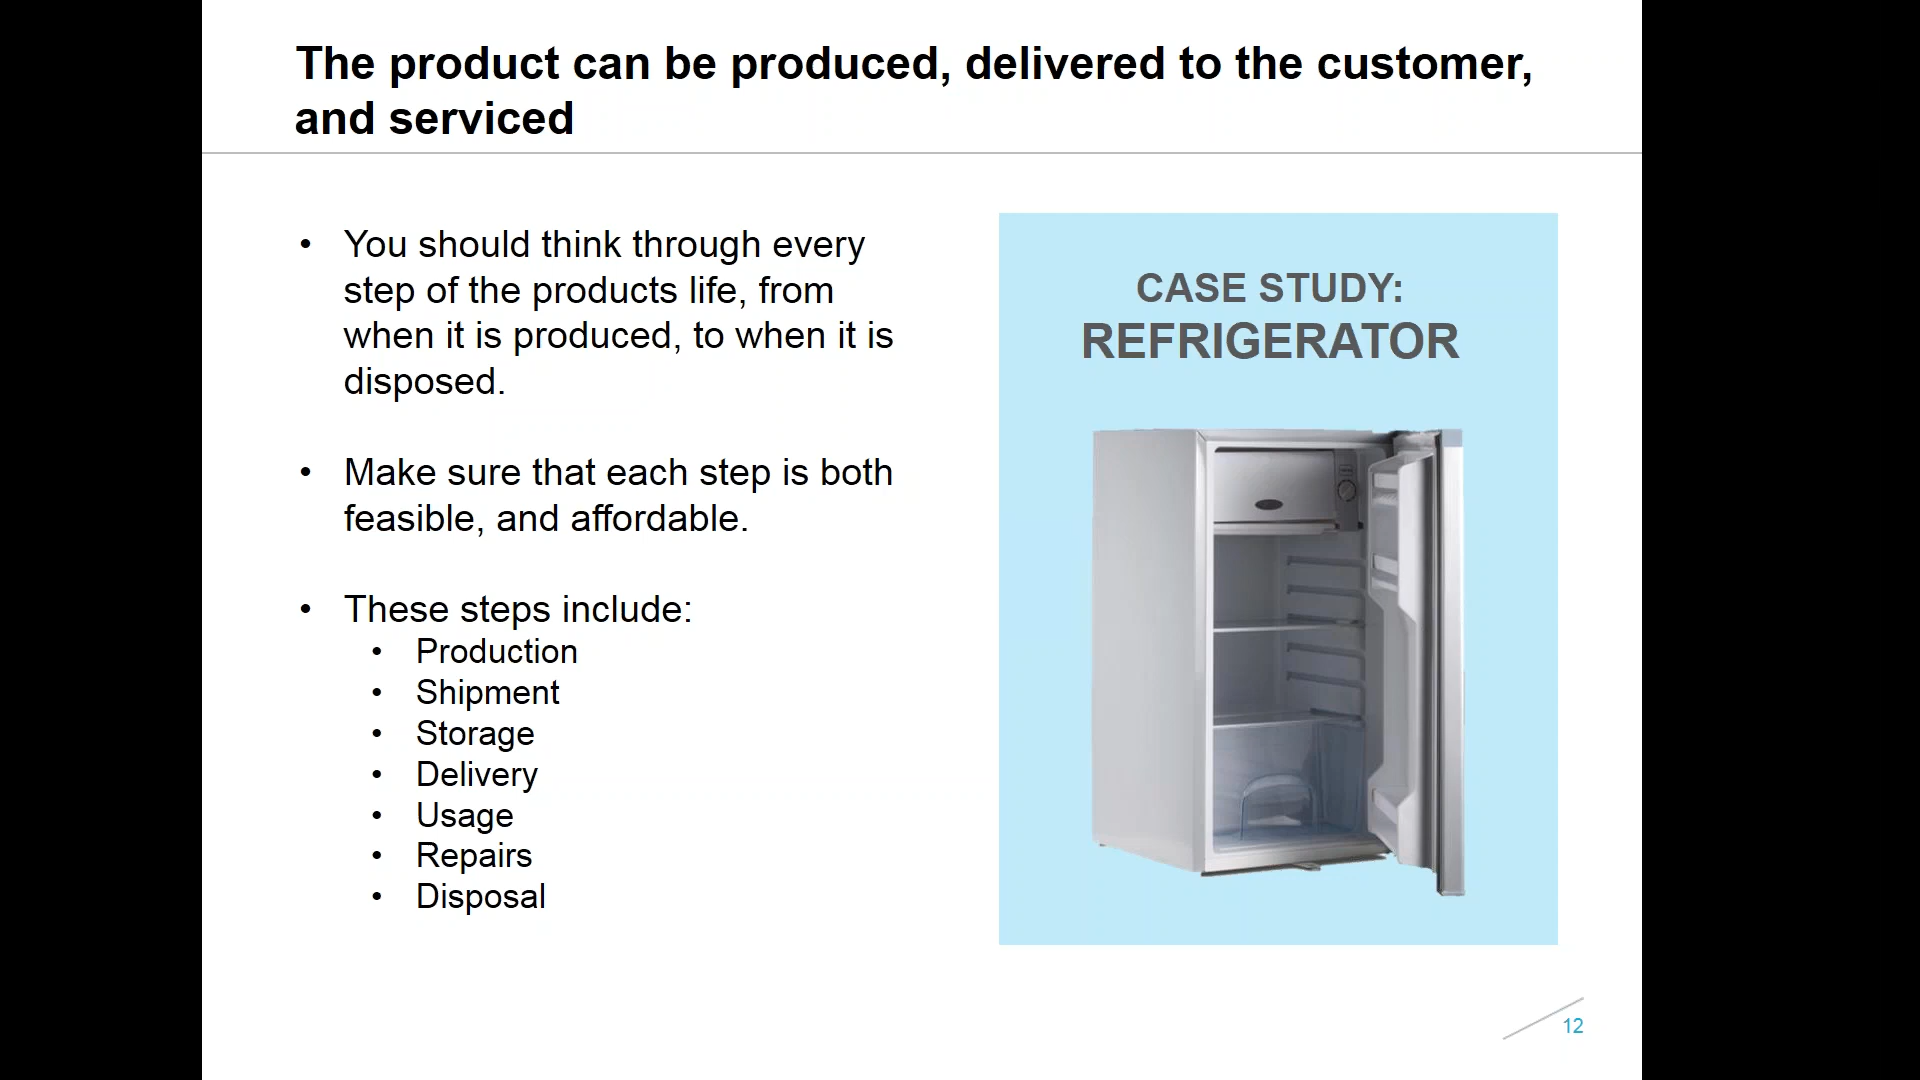 The product can be produced, delivered to the customer,
and serviced
• You should think through every
step of the products life, from
when it is produced, to when it is
disposed.
• Make sure that each step is both
feasible, and affordable.
• These steps include:
• Production
• Shipment
• Storage
• Delivery
• Usage
• Repairs
• Disposal
CASE STUDY:
REFRIGERATOR
12